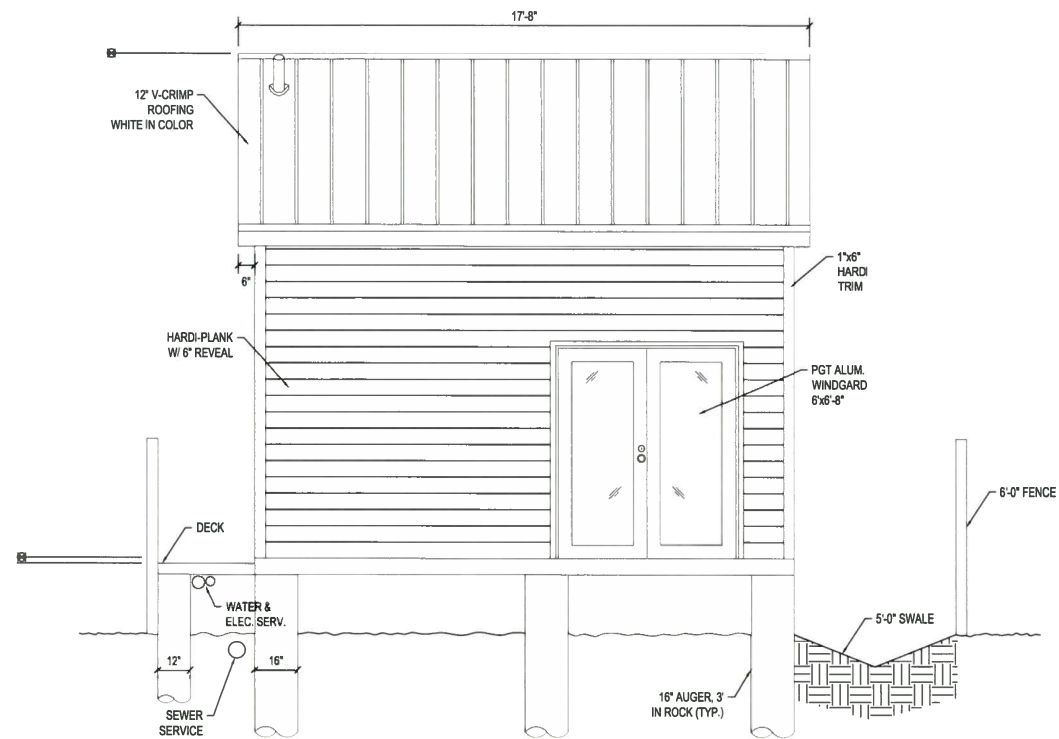 17'-8"
12" V-CRIMP
ROOFING
WHITE IN COLOR
6"
1"x6"
HARDI
TRIM
HARDI-PLANK
W/ 6" REVEAL
PGT ALUM.
WINDGARD
6'x6'-8"
6'-0" FENCE
DECK
WATER &
ELEC. SERV.
5'-0" SWALE
12"
16"
16" AUGER, 3'
IN ROCK (TYP.)
SEWER
SERVICE